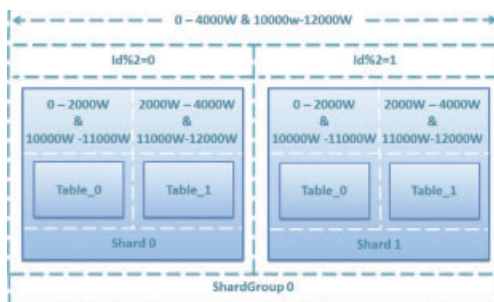 0 – 4000W & 10000w-12000W
Id%2=0
Id%2=1
0 – 2000W
&
10000W -11000W
2000W – 4000W
&
11000W-12000W
0 – 2000W
&
10000W -11000W
2000W – 4000W
&
11000W-12000W
Table_0
Table_1
Table_0
Table_1
Shard 0
Shard 1
ShardGroup 0